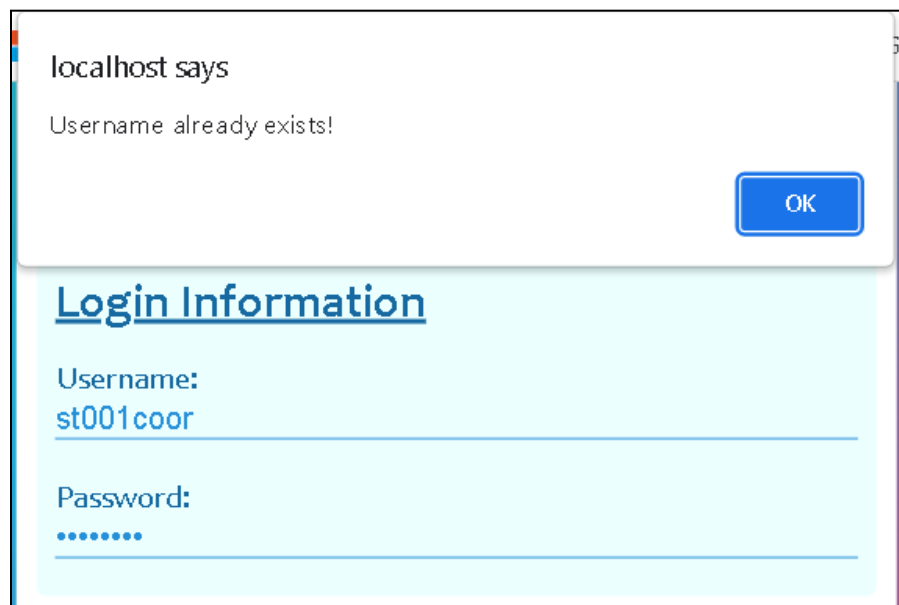 localhost says
Username already exists!
OK
Login Information
Username:
st001coor
Password:
••••••••